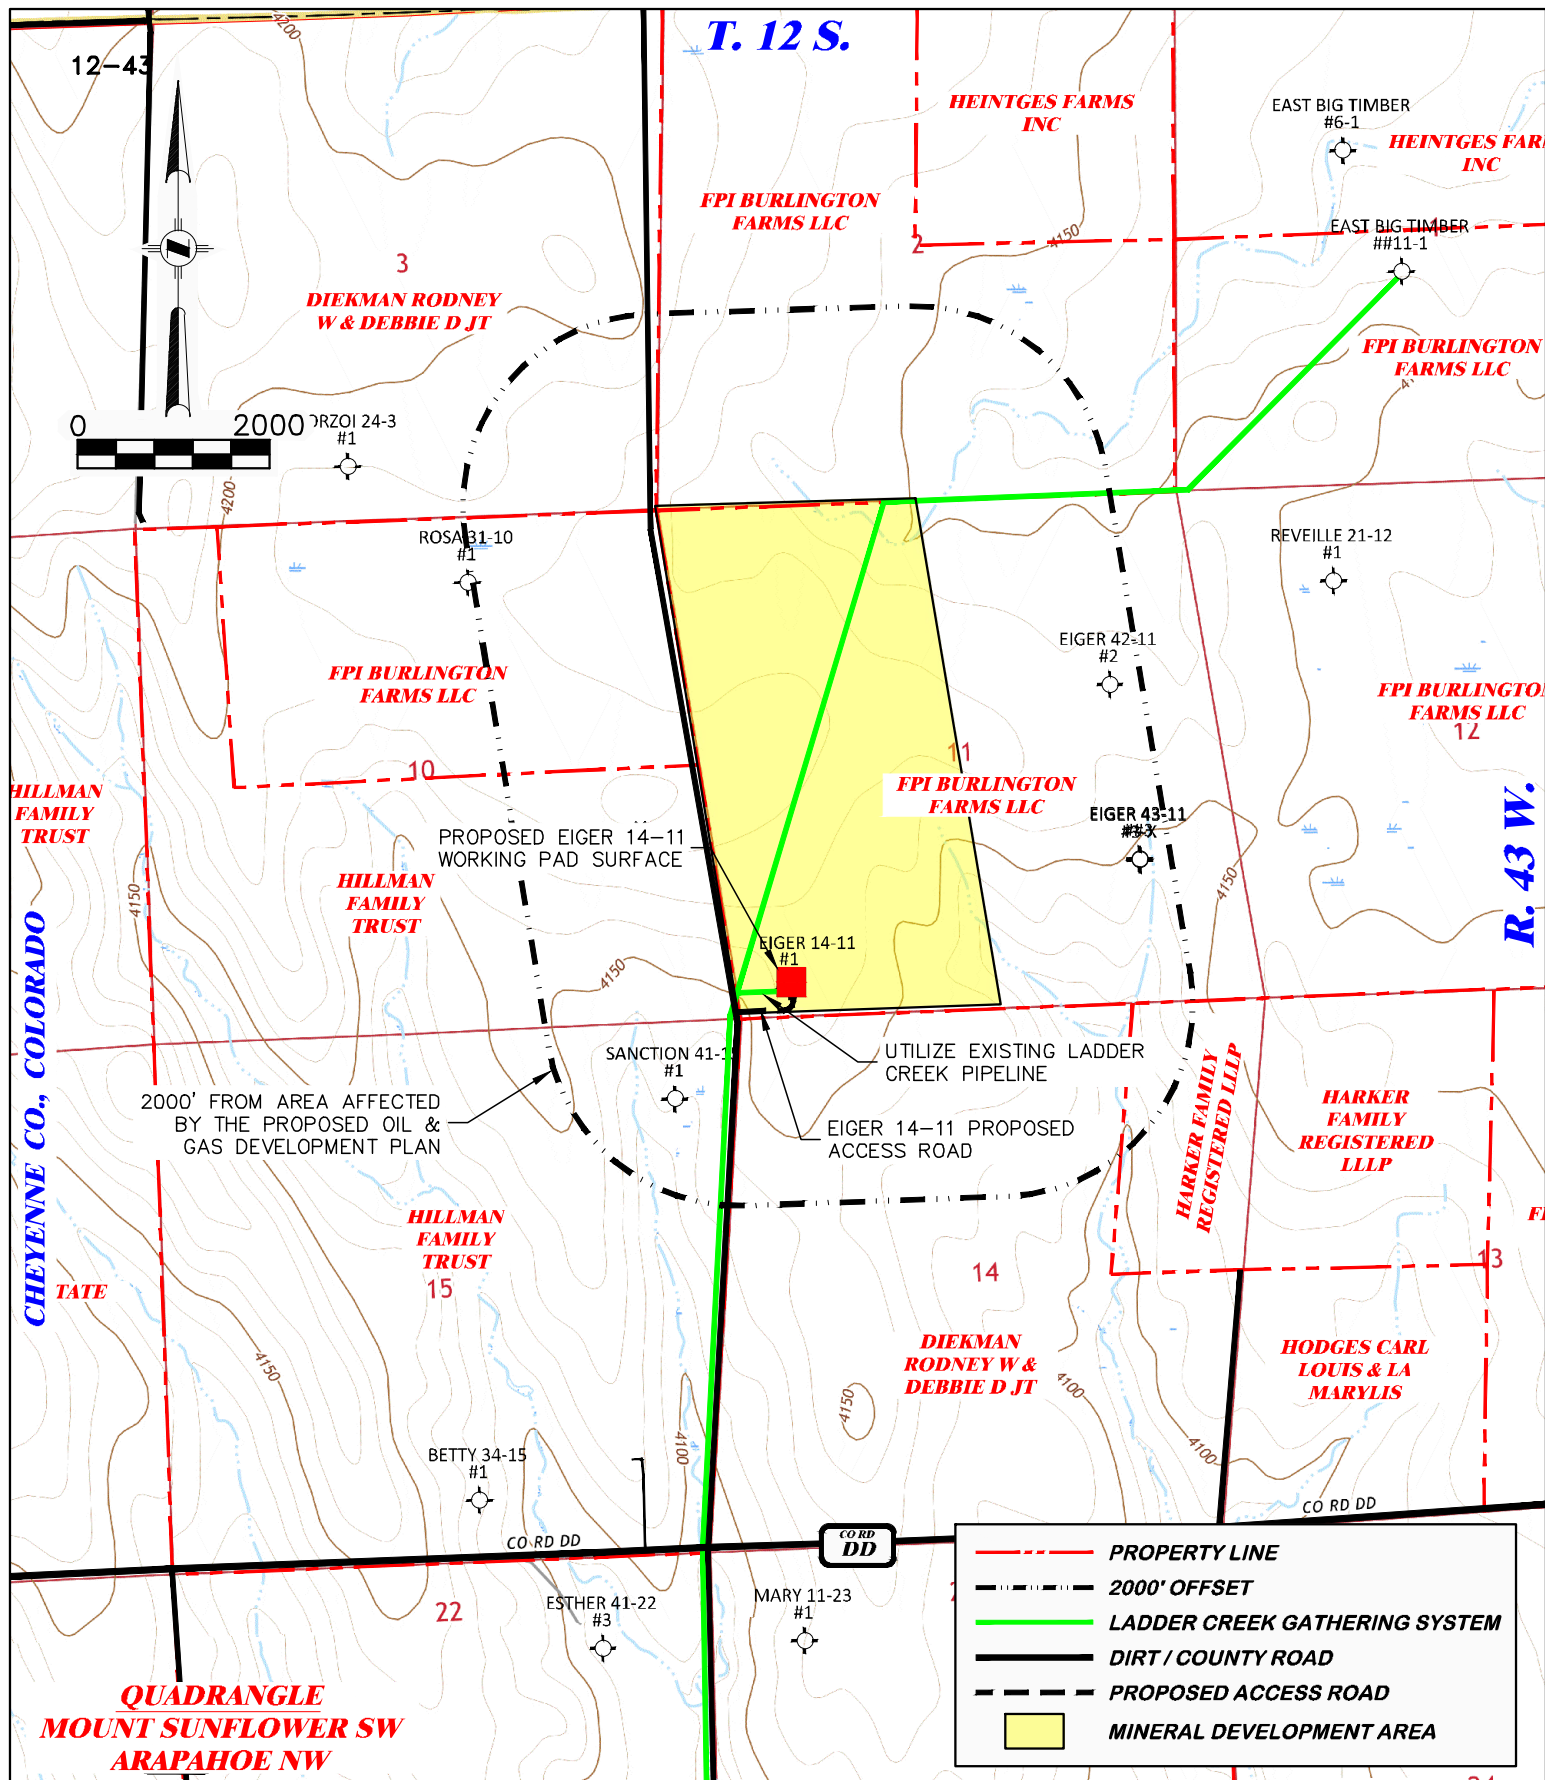 T. 12 S.
12-43
4200
HEINTGES FARMS
INC
EAST BIG TIMBER
#6-1
HEINTGES FAR
INC
FPI BURLINGTON
FARMS LLC
EAST BIG TIMBER
##11-1
1
4150
2
3
DIEKMAN RODNEY
W & DEBBIE D JT
FPI BURLINGTON
FARMS LLC
0
2000
ORZOI 24-3
#1
4200
ROSA 31-10
#1
REVEILLE 21-12
#1
EIGER 42-11
#2
FPI BURLINGTON
FARMS LLC
FPI BURLINGTON
FARMS LLC
12
10
11
FPI BURLINGTON
FARMS LLC
HILLMAN
FAMILY
TRUST
EIGER 43-11
PROPOSED EIGER 14-11
WORKING PAD SURFACE
R. 43 W.
HILLMAN
FAMILY
TRUST
4150
4150
CHEYENNE CO., COLORADO
EIGER 14-11
#1
4150
SANCTION 41-1
#1
UTILIZE EXISTING LADDER
CREEK PIPELINE
2000' FROM AREA AFFECTED
BY THE PROPOSED OIL &
GAS DEVELOPMENT PLAN
EIGER 14-11 PROPOSED
ACCESS ROAD
HARKER FAMILY
REGISTERED LLLP
HARKER
FAMILY
REGISTERED
LLLP
HILLMAN
FAMILY
TRUST
15
14
13
TATE
DIEKMAN
RODNEY W &
DEBBIE D JT
HODGES CARL
LOUIS & LA
MARYLIS
4150
4150
4100
4100
4100
BETTY 34-15
#1
CO RD DD
CO RD DD
CO RD
DD
ESTHER 41-22
#3
MARY 11-23
#1
22
PROPERTY LINE
2000' OFFSET
LADDER CREEK GATHERING SYSTEM
DIRT / COUNTY ROAD
PROPOSED ACCESS ROAD
MINERAL DEVELOPMENT AREA
QUADRANGLE
MOUNT SUNFLOWER SW
ARAPAHOE NW